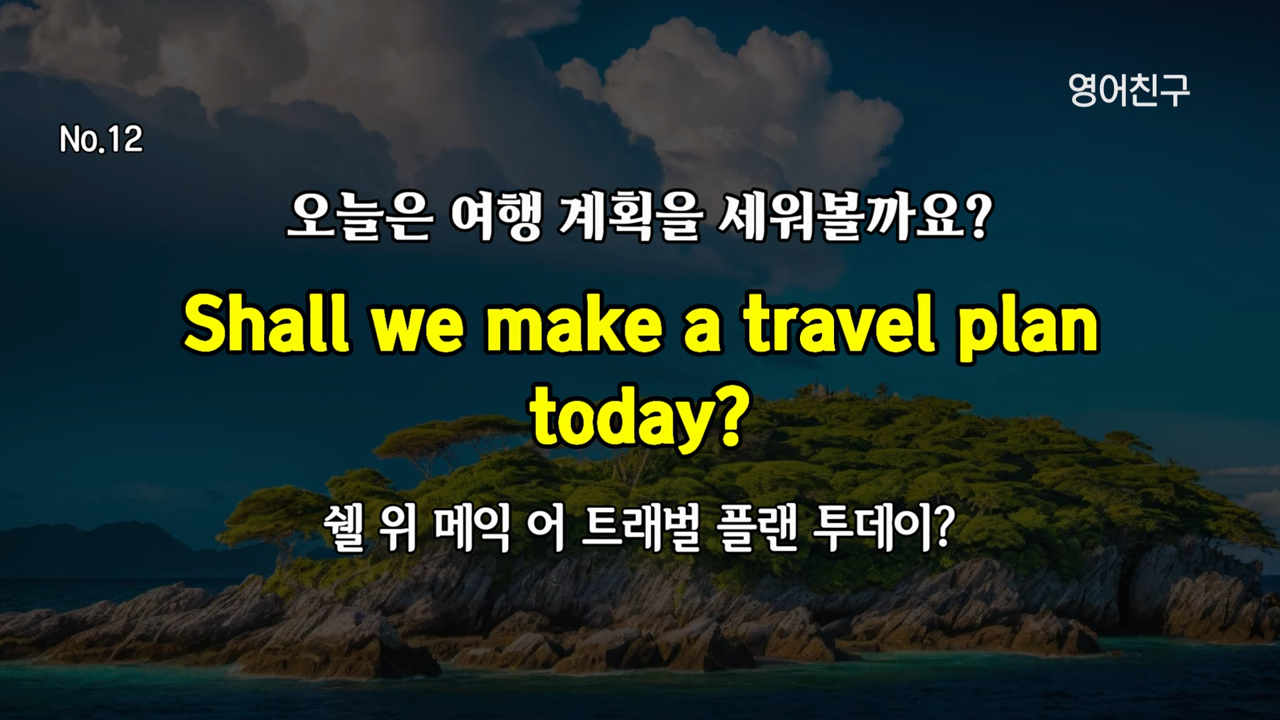 영어친구
No.12
오늘은 여행 계획을 세워볼까요?
Shall we make a travel plan
today?
쉘 위 메익 어 트래벌 플랜 투데이?